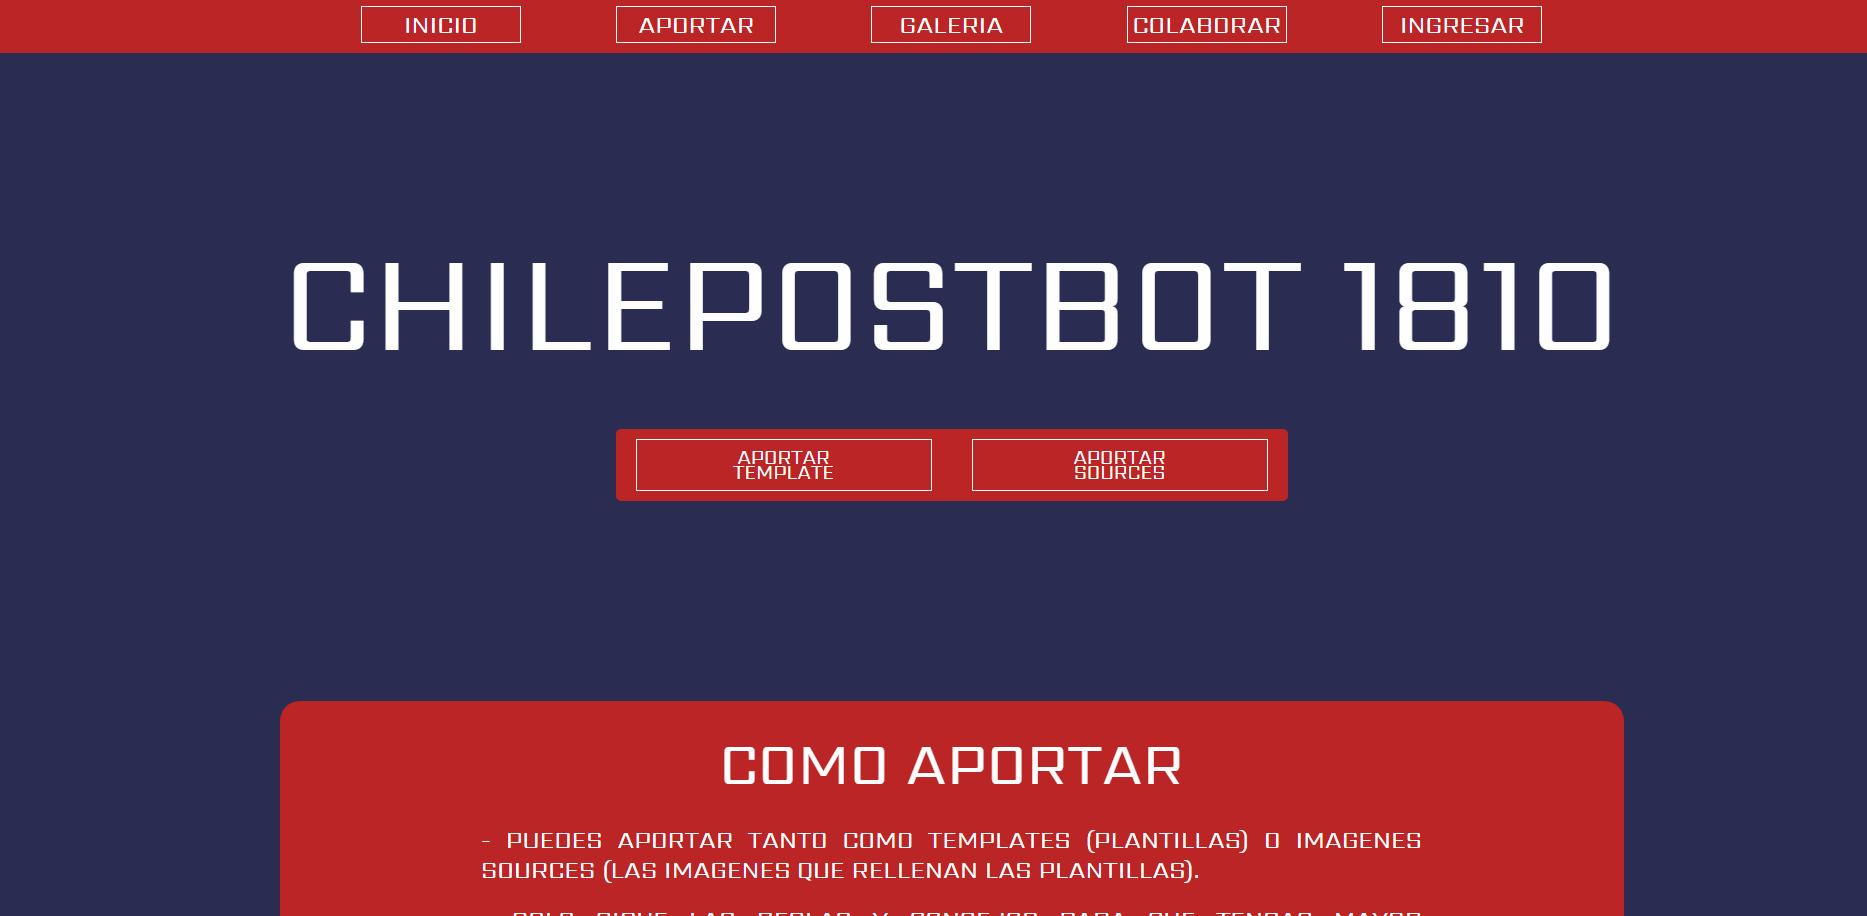 INICIO APORTAR GALERIA COLABORAR INGRESAR
CHILEPOSTBOT 1810
APORTAR TEMPLATE
APORTAR SOURCES
COMO APORTAR
- PUEDES APORTAR TANTO COMO TEMPLATES (PLANTILLAS) O IMAGENES
SOURCES (LAS IMAGENES QUE RELLENAN LAS PLANTILLAS).